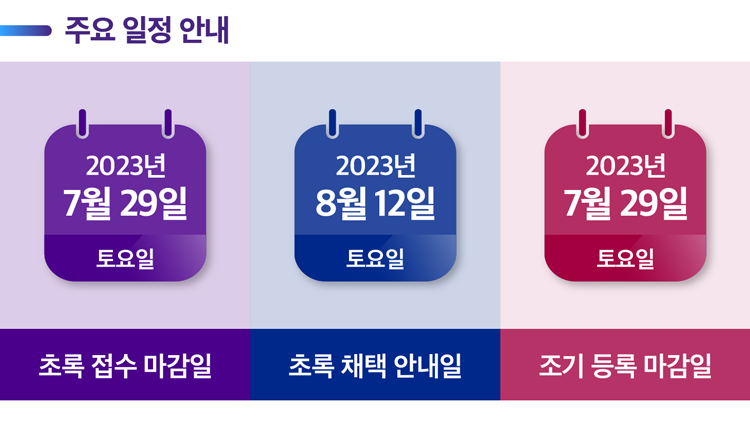 주요 일정 안내
2023년
7월 29일
토요일
초록 접수 마감일
2023년
8월 12일
토요일
초록 채택 안내일
2023년
7월 29일
토요일
조기 등록 마감일